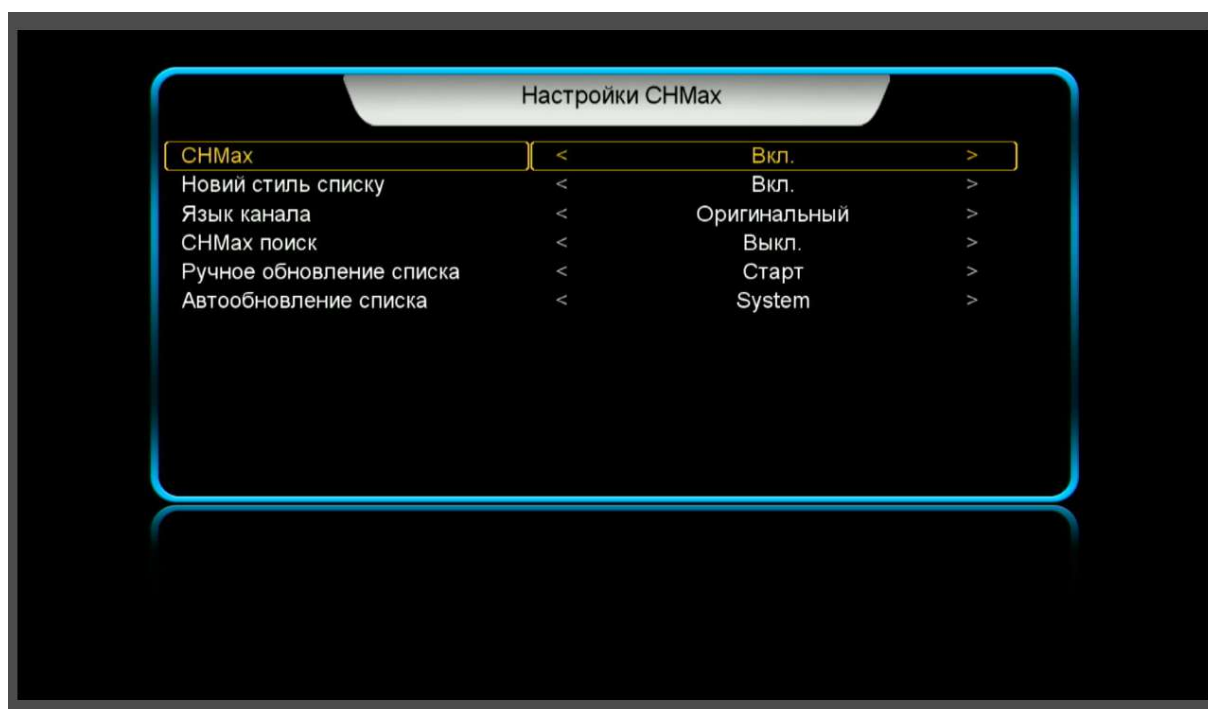 Настройки CHMax
CHMax < Вкл. >
Новий стиль списку < Вкл. >
Язык канала < Оригинальный >
CHMax поиск < Выкл. >
Ручное обновление списка < Старт >
Автообновление списка < System >